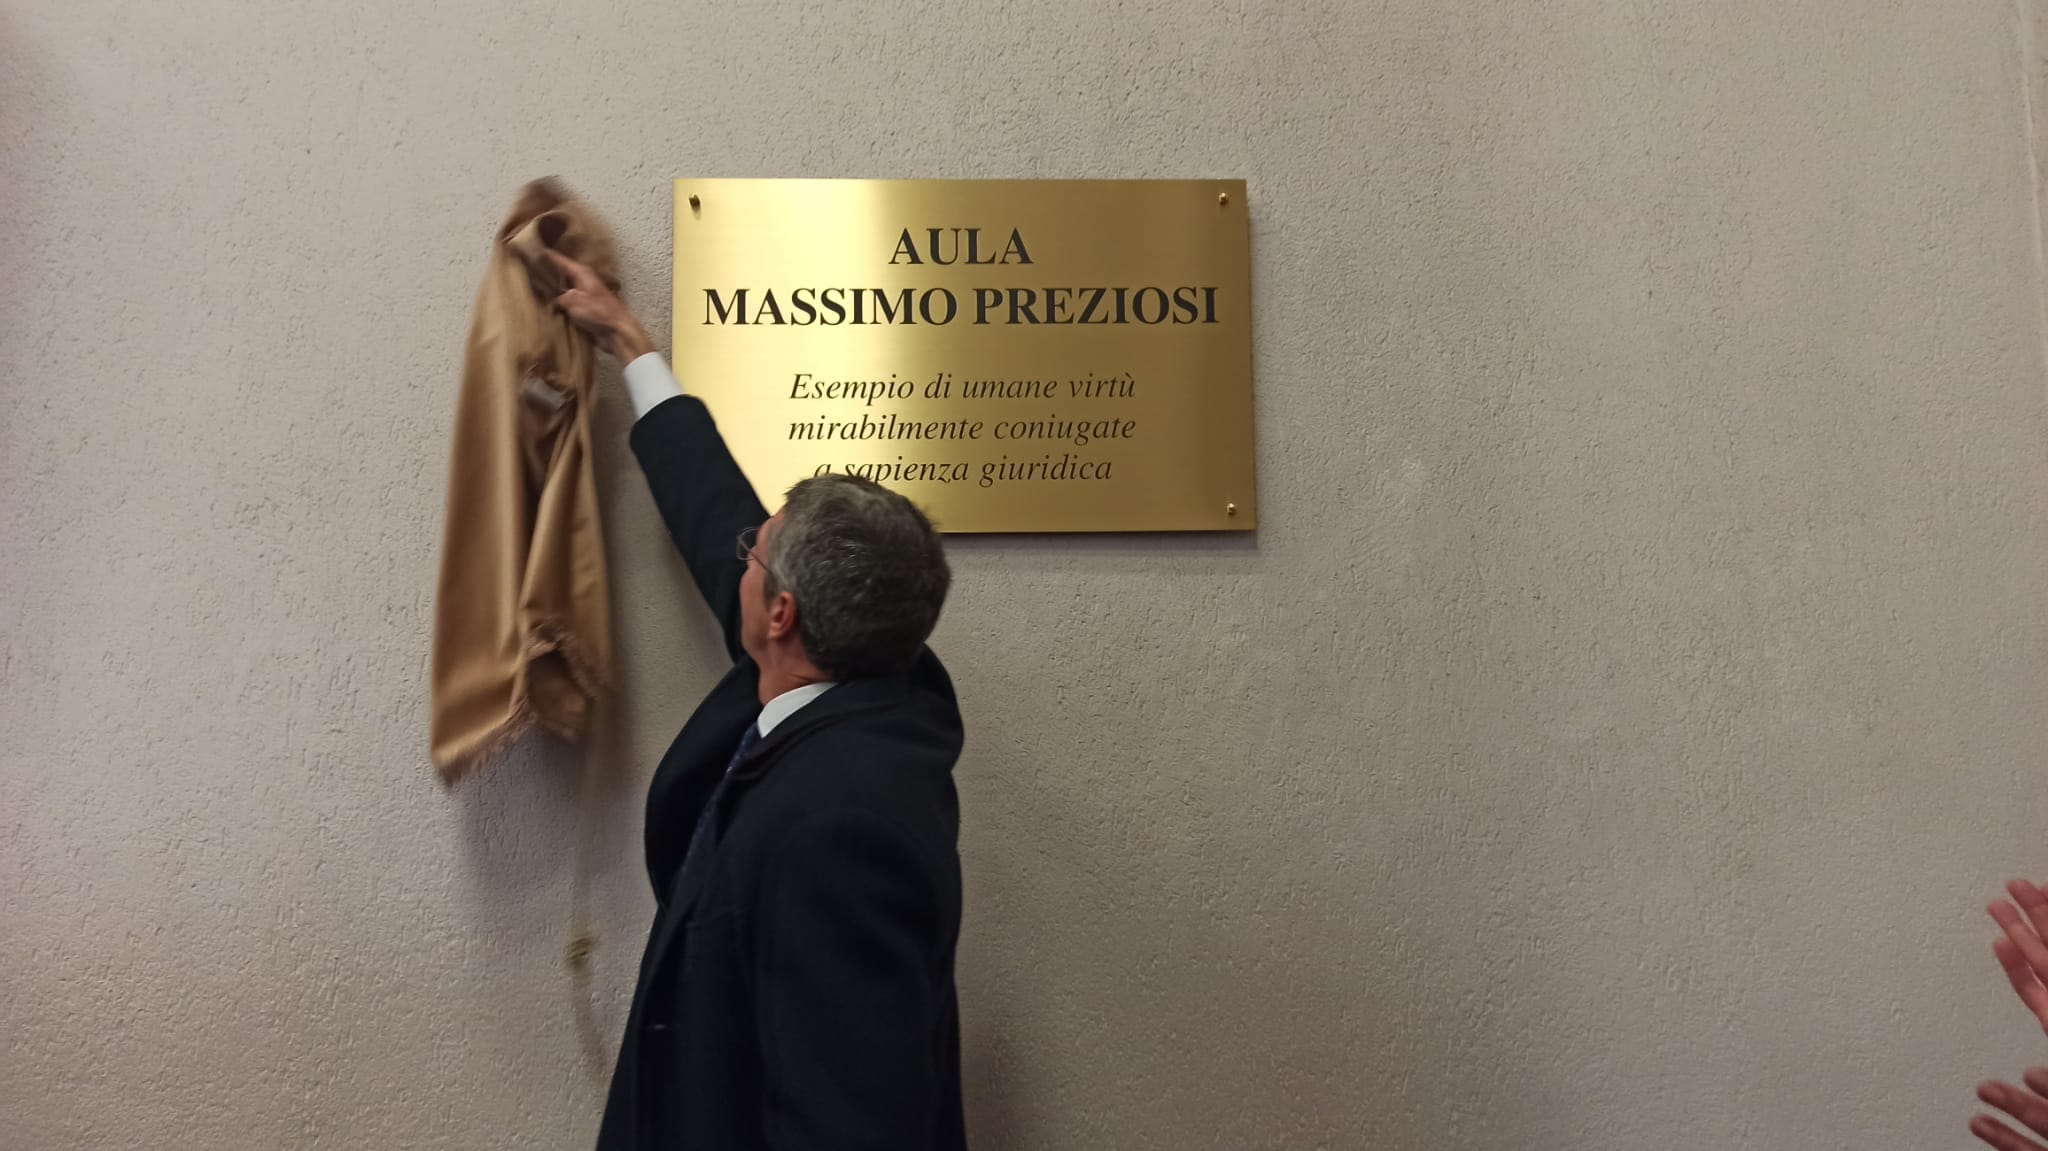 AULA
MASSIMO PREZIOSI
Esempio di umane virtù
mirabilmente coniugate
a sapienza giuridica